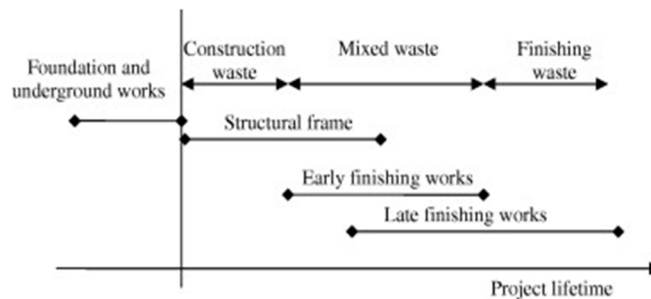 Construction
waste
Mixed waste
Finishing
waste
Foundation and
underground works
Structural frame
Early finishing works
Late finishing works
Project lifetime